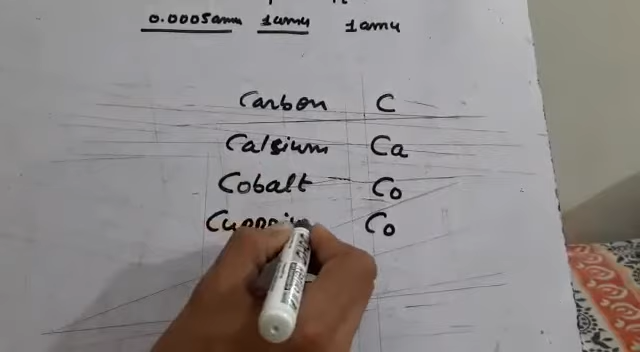 0.0005amu 1amu 1amu
Carbon C
Calsium Ca
Cobalt Co
Co